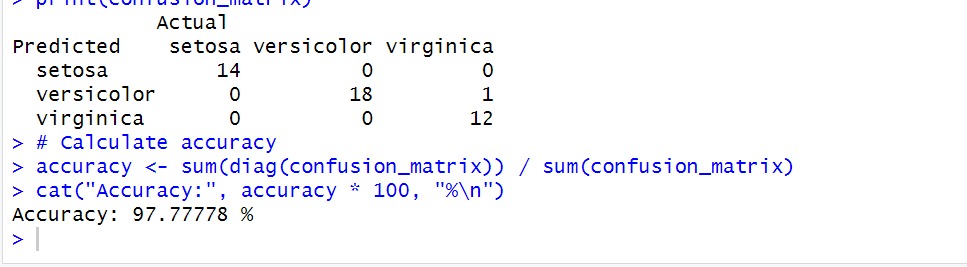 > print(confusion_matrix)
Actual
Predicted    setosa versicolor virginica
  setosa         14          0         0
  versicolor      0         18         1
  virginica       0          0        12
> # Calculate accuracy
> accuracy <- sum(diag(confusion_matrix)) / sum(confusion_matrix)
> cat("Accuracy:", accuracy * 100, "%\n")
Accuracy: 97.77778 %
>